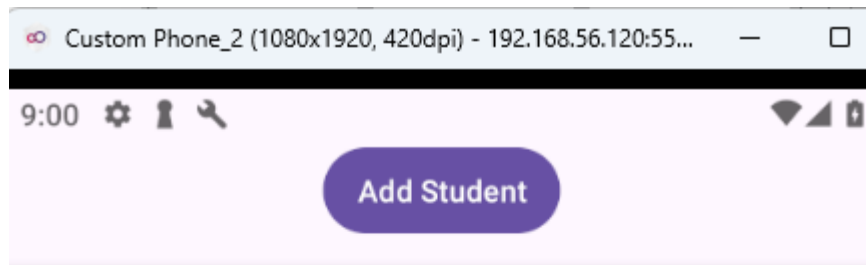 Custom Phone_2 (1080x1920, 420dpi) - 192.168.56.120:55...
9:00
Add Student